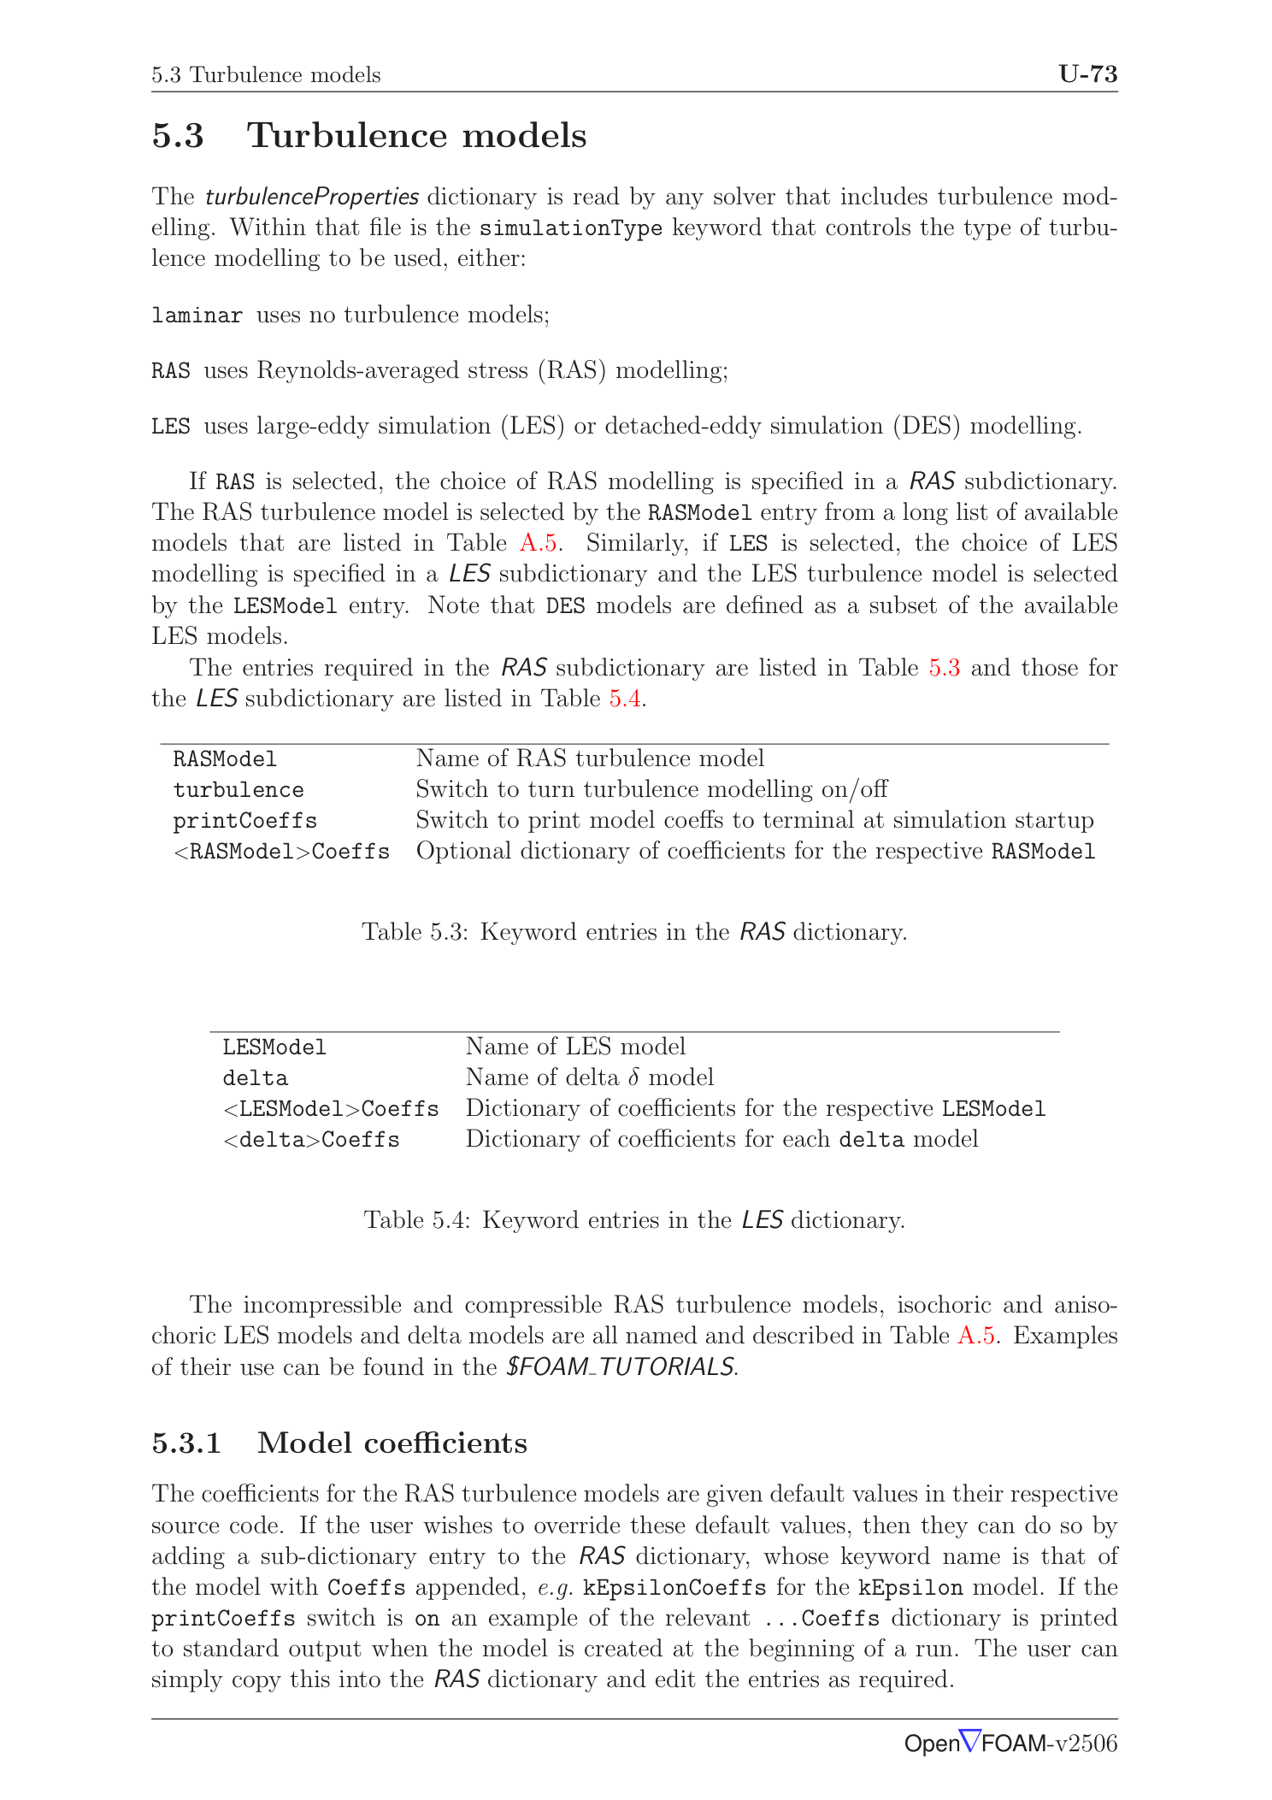 5.3 Turbulence models U-73
5.3 Turbulence models
The turbulenceProperties dictionary is read by any solver that includes turbulence mod-
elling. Within that file is the simulationType keyword that controls the type of turbu-
lence modelling to be used, either:
laminar uses no turbulence models;
RAS uses Reynolds-averaged stress (RAS) modelling;
LES uses large-eddy simulation (LES) or detached-eddy simulation (DES) modelling.
If RAS is selected, the choice of RAS modelling is specified in a RAS subdictionary.
The RAS turbulence model is selected by the RASModel entry from a long list of available
models that are listed in Table A.5. Similarly, if LES is selected, the choice of LES
modelling is specified in a LES subdictionary and the LES turbulence model is selected
by the LESModel entry. Note that DES models are defined as a subset of the available
LES models.
The entries required in the RAS subdictionary are listed in Table 5.3 and those for
the LES subdictionary are listed in Table 5.4.
RASModel Name of RAS turbulence model
turbulence Switch to turn turbulence modelling on/off
printCoeffs Switch to print model coeffs to terminal at simulation startup
<RASModel>Coeffs Optional dictionary of coefficients for the respective RASModel
Table 5.3: Keyword entries in the RAS dictionary.
LESModel Name of LES model
delta Name of delta δ model
<LESModel>Coeffs Dictionary of coefficients for the respective LESModel
<delta>Coeffs Dictionary of coefficients for each delta model
Table 5.4: Keyword entries in the LES dictionary.
The incompressible and compressible RAS turbulence models, isochoric and aniso-
choric LES models and delta models are all named and described in Table A.5. Examples
of their use can be found in the $FOAM_TUTORIALS.
5.3.1 Model coefficients
The coefficients for the RAS turbulence models are given default values in their respective
source code. If the user wishes to override these default values, then they can do so by
adding a sub-dictionary entry to the RAS dictionary, whose keyword name is that of
the model with Coeffs appended, e.g. kEpsilonCoeffs for the kEpsilon model. If the
printCoeffs switch is on an example of the relevant ...Coeffs dictionary is printed
to standard output when the model is created at the beginning of a run. The user can
simply copy this into the RAS dictionary and edit the entries as required.
Open∇FOAM-v2506